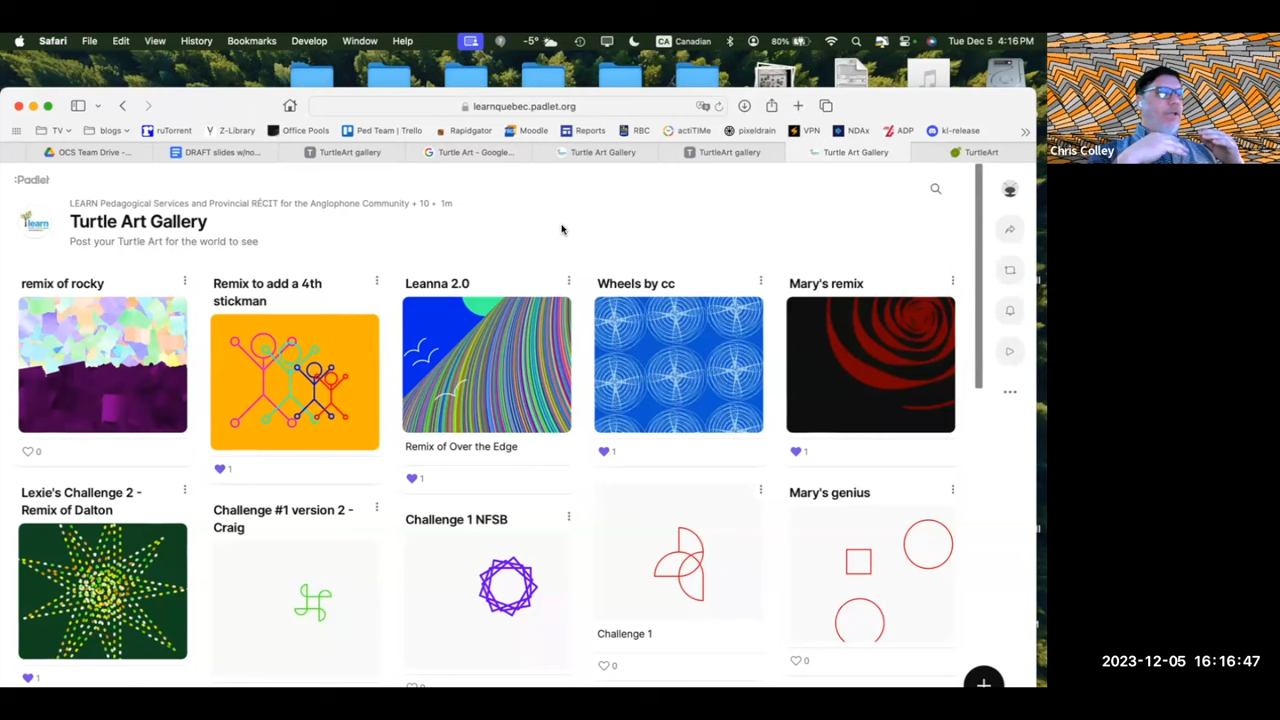 Safari File Edit View History Bookmarks Develop Window Help
-5° CA Canadian 80% Tue Dec 5 4:16 PM
learnquebec.padlet.org
TV blogs ruTorrent Z-Library Office Pools Ped Team | Trello Rapidgator Moodle Reports RBC actiTIMe pixeldrain VPN NDAx ADP ki-release
OCS Team Drive -... DRAFT slides w/no... TurtleArt gallery Turtle Art - Google... Turtle Art Gallery TurtleArt gallery Turtle Art Gallery TurtleArt
Chris Colley
:Padlet
LEARN Pedagogical Services and Provincial RÉCIT for the Anglophone Community • 10 • 1m
learn
Turtle Art Gallery
Post your Turtle Art for the world to see
remix of rocky
0
Remix to add a 4th
stickman
1
Leanna 2.0
Remix of Over the Edge
1
Wheels by cc
1
Mary's remix
1
Lexie's Challenge 2 -
Remix of Dalton
1
Challenge #1 version 2 -
Craig
Challenge 1 NFSB
Challenge 1
0
Mary's genius
0
2023-12-05 16:16:47